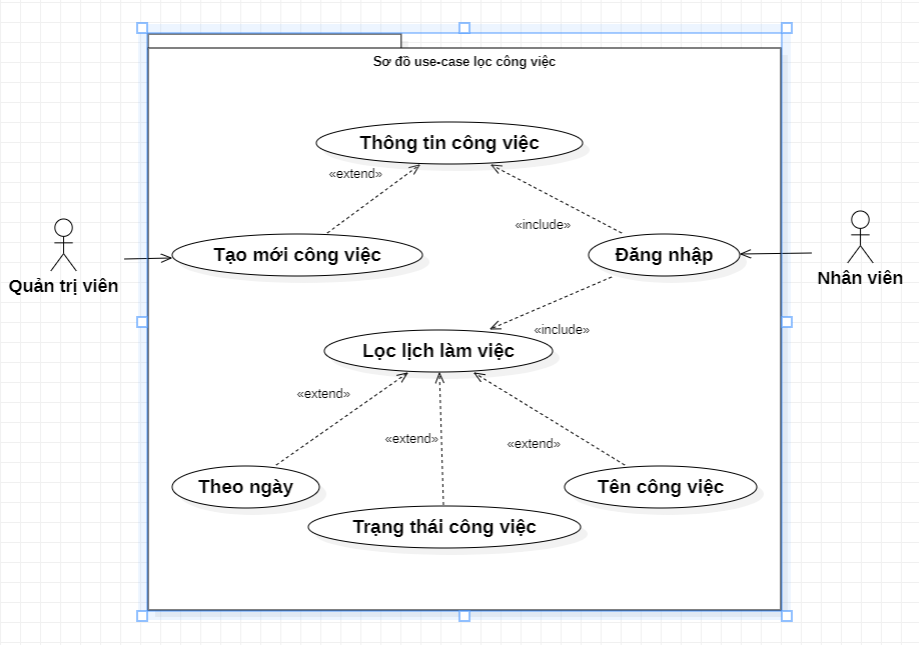 Sơ đồ use-case lọc công việc
Thông tin công việc
«extend»
«include»
Tạo mới công việc
Đăng nhập
Quản trị viên
Nhân viên
«include»
Lọc lịch làm việc
«extend»
«extend»
«extend»
Theo ngày
Tên công việc
Trạng thái công việc